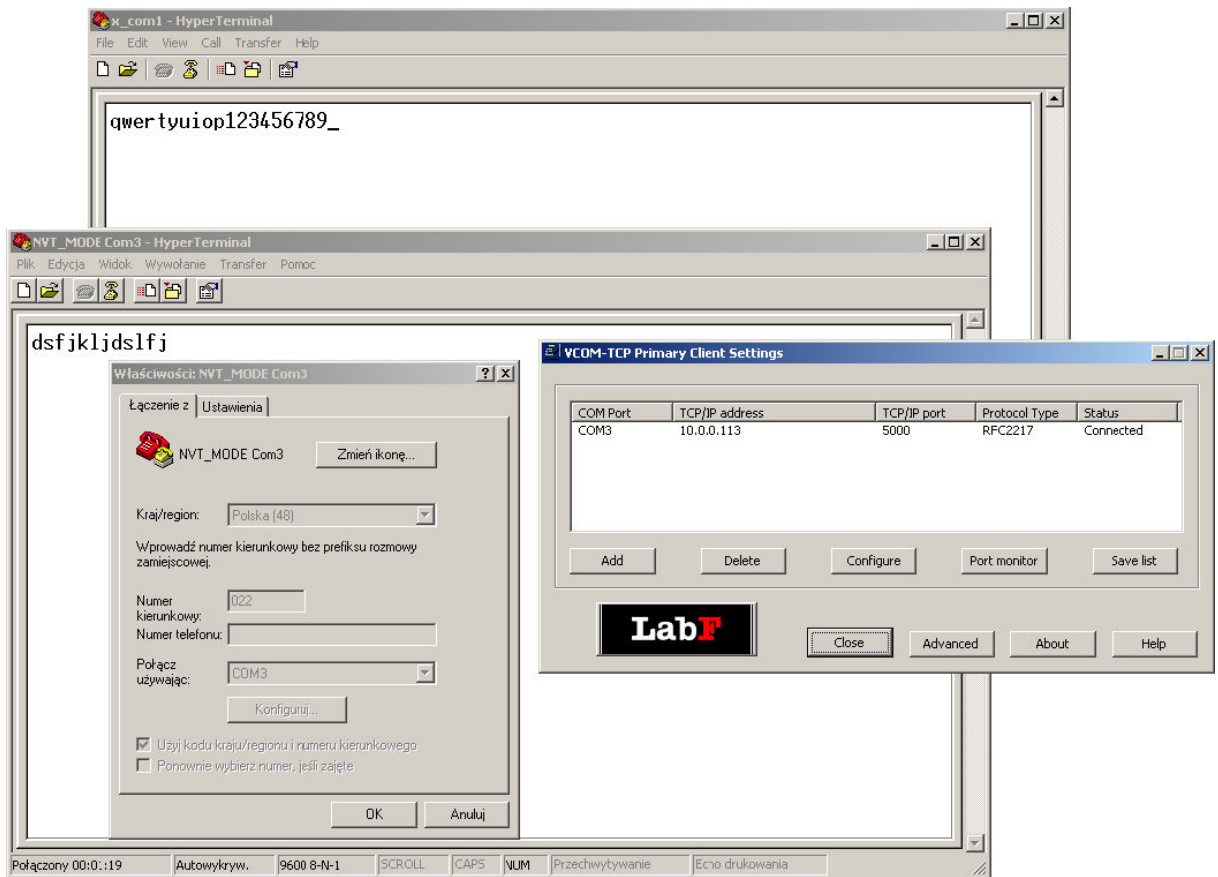 x_com1 - HyperTerminal
File Edit View Call Transfer Help
qwertyuiop123456789_
NVT_MODE Com3 - HyperTerminal
Plik Edycja Widok Wywołanie Transfer Pomoc
dsfjkljdslfj
Właściwości: NVT_MODE Com3
Łączenie z Ustawienia
NVT_MODE Com3 Zmień ikonę...
Kraj/region: Polska (48)
Wprowadź numer kierunkowy bez prefiksu rozmowy
zamiejscowej.
Numer
kierunkowy: 022
Numer telefonu:
Połącz
używając: COM3
Konfiguruj...
Użyj kodu kraju/regionu i numeru kierunkowego
Ponownie wybierz numer, jeśli zajęte
OK Anuluj
VCOM-TCP Primary Client Settings
COM Port TCP/IP address TCP/IP port Protocol Type Status
COM3 10.0.0.113 5000 RFC2217 Connected
Add Delete Configure Port monitor Save list
LabF
Close Advanced About Help
Połączony Autowykryw. 9600 8-N-1 SCROLL CAPS NUM Przechwytywanie Echo drukowania